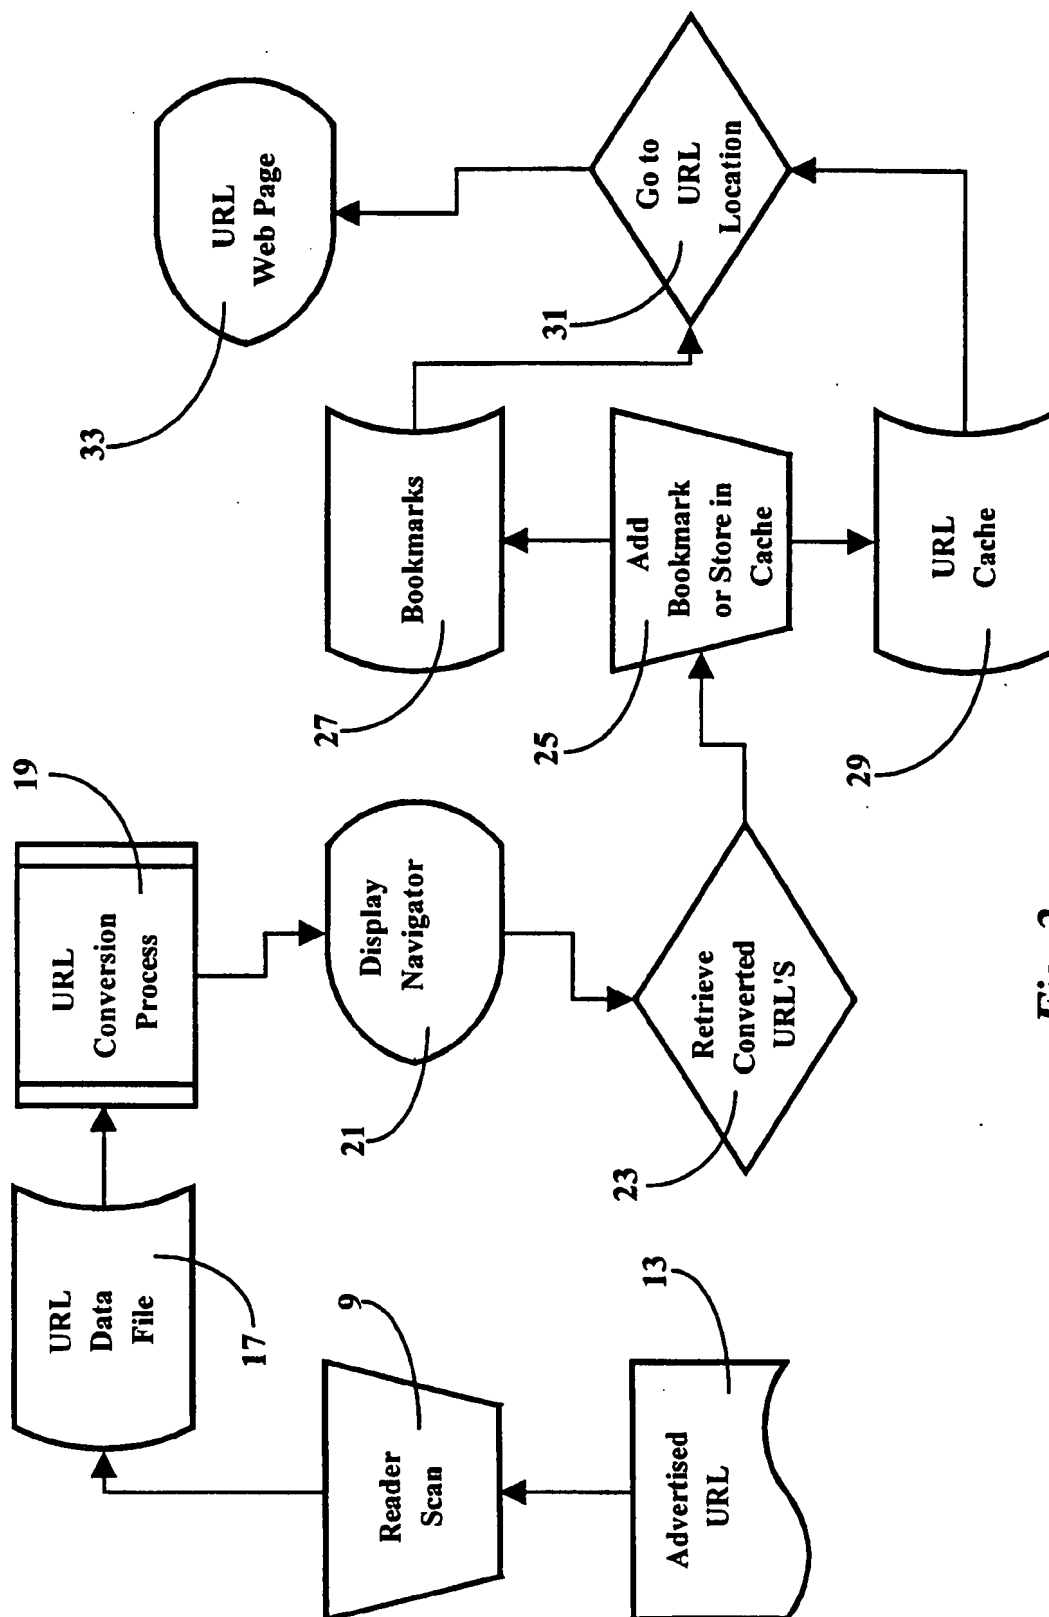 URL
Data
File
17
URL
Conversion
Process
19
33
URL
Web Page
Reader
Scan
9
Display
Navigator
21
Bookmarks
27
Advertised
URL
13
Retrieve
Converted
URL'S
23
Add
Bookmark
or Store in
Cache
25
Go to
URL
Location
31
URL
Cache
29
Fig.